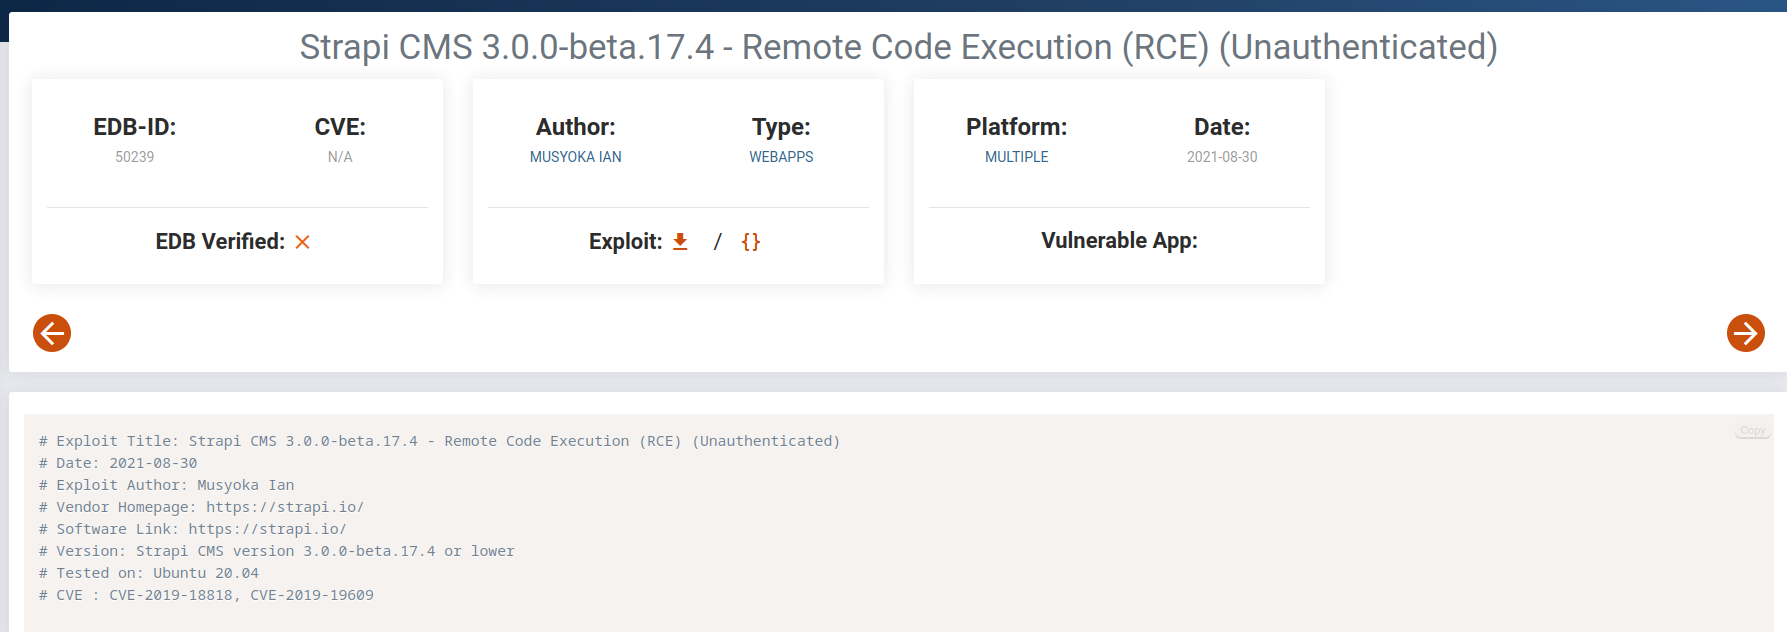 Strapi CMS 3.0.0-beta.17.4 - Remote Code Execution (RCE) (Unauthenticated)
EDB-ID:
50239
CVE:
N/A
EDB Verified:
Author:
MUSYOKA IAN
Type:
WEBAPPS
Exploit: / {}
Platform:
MULTIPLE
Date:
2021-08-30
Vulnerable App:
Copy
# Exploit Title: Strapi CMS 3.0.0-beta.17.4 - Remote Code Execution (RCE) (Unauthenticated)
# Date: 2021-08-30
# Exploit Author: Musyoka Ian
# Vendor Homepage: https://strapi.io/
# Software Link: https://strapi.io/
# Version: Strapi CMS version 3.0.0-beta.17.4 or lower
# Tested on: Ubuntu 20.04
# CVE : CVE-2019-18818, CVE-2019-19609